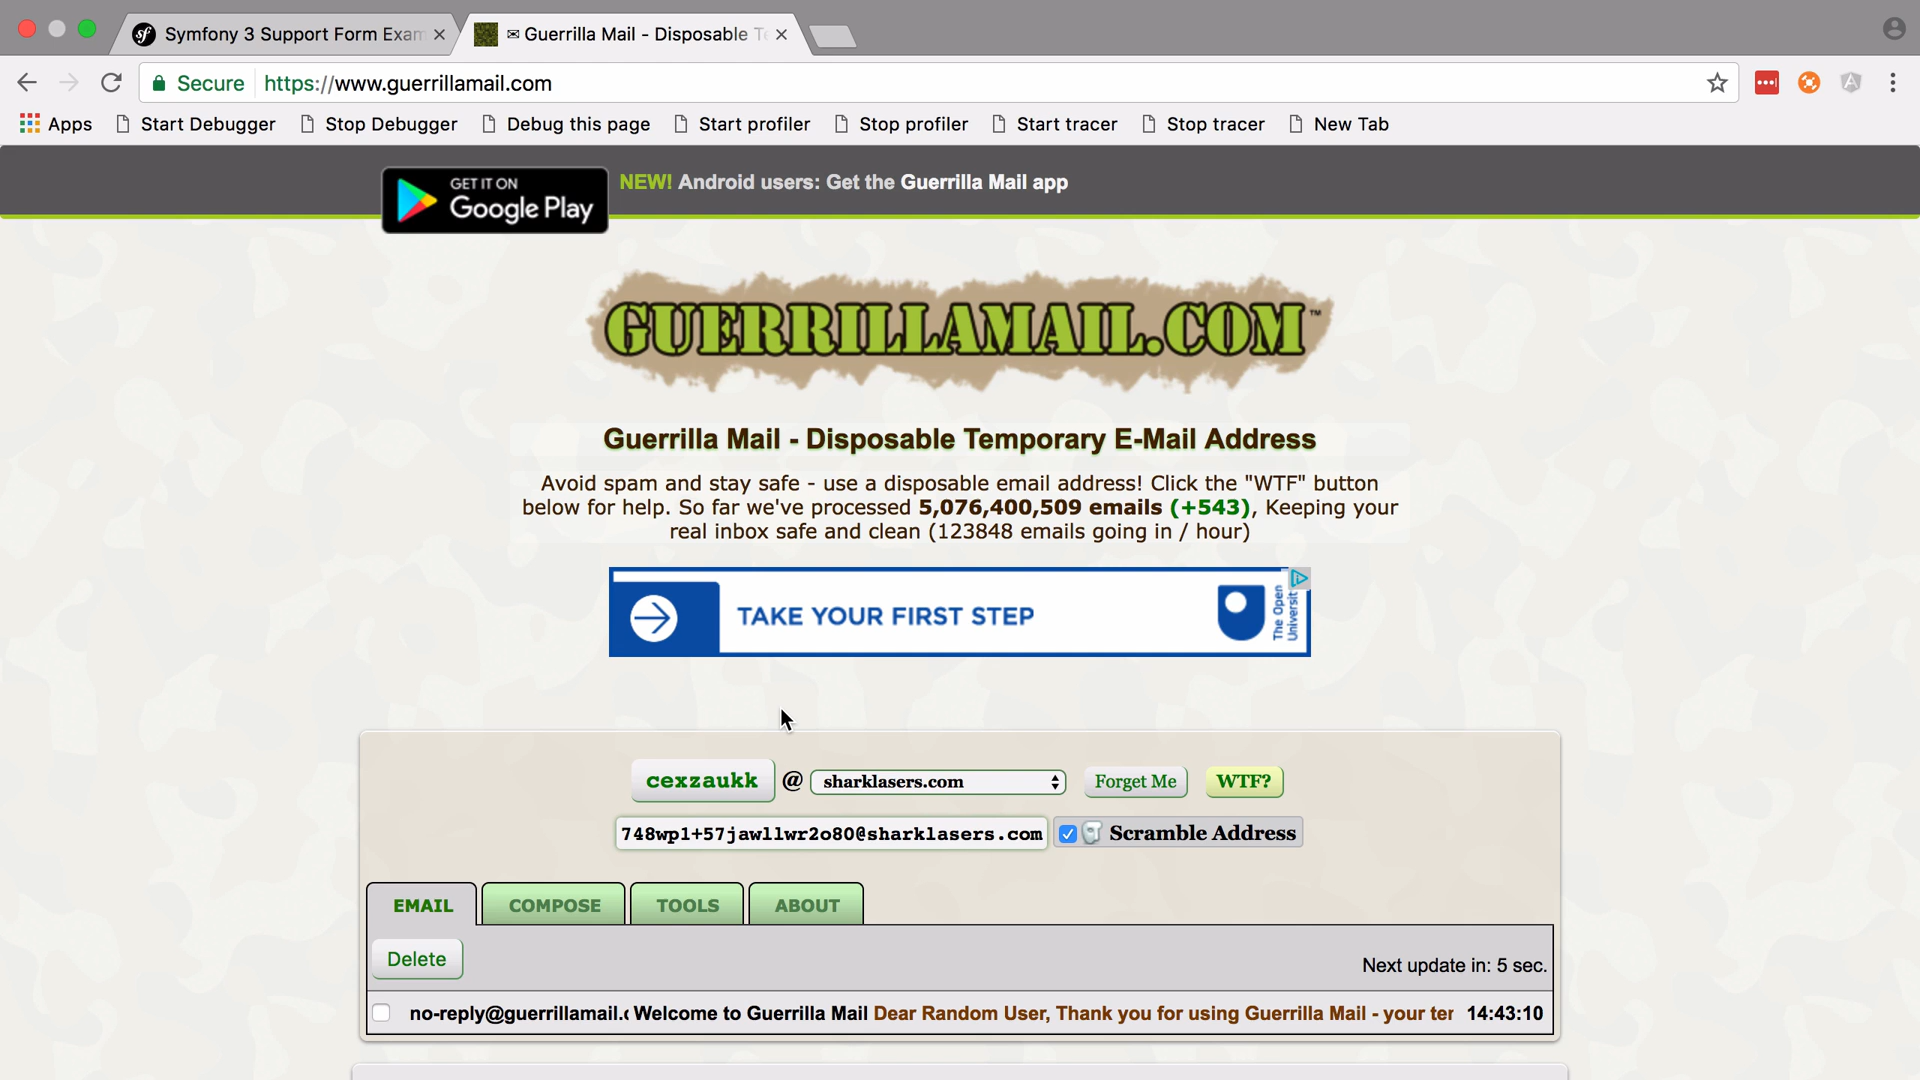 Symfony 3 Support Form Exam
✉ Guerrilla Mail - Disposable Te
Secure https://www.guerrillamail.com
Apps Start Debugger Stop Debugger Debug this page Start profiler Stop profiler Start tracer Stop tracer New Tab
GET IT ON
Google Play
NEW! Android users: Get the Guerrilla Mail app
GUERRILLAMAIL.COM™
Guerrilla Mail - Disposable Temporary E-Mail Address
Avoid spam and stay safe - use a disposable email address! Click the "WTF" button
below for help. So far we've processed 5,076,400,509 emails (+543), Keeping your
real inbox safe and clean (123848 emails going in / hour)
TAKE YOUR FIRST STEP
The Open
University
cexzaukk @ sharklasers.com Forget Me WTF?
748wp1+57jawllwr2o80@sharklasers.com Scramble Address
EMAIL COMPOSE TOOLS ABOUT
Delete
Next update in: 5 sec.
no-reply@guerrillamail.c Welcome to Guerrilla Mail Dear Random User, Thank you for using Guerrilla Mail - your ter 14:43:10